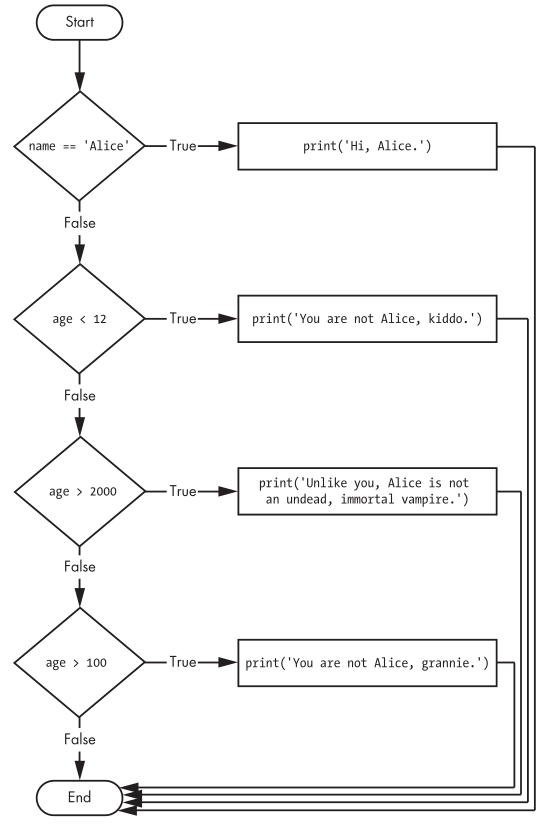 Start
name == 'Alice'
True
print('Hi, Alice.')
False
age < 12
True
print('You are not Alice, kiddo.')
False
age > 2000
True
print('Unlike you, Alice is not
an undead, immortal vampire.')
False
age > 100
True
print('You are not Alice, grannie.')
False
End